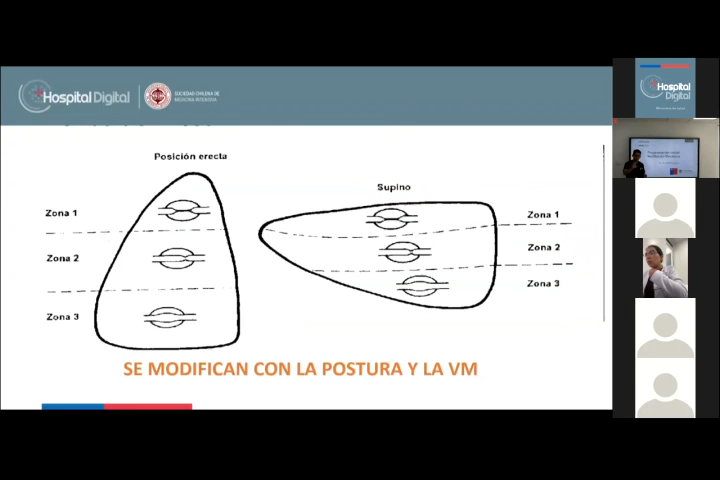 Hospital Digital
SOCIEDAD CHILENA DE
MEDICINA INTENSIVA
Posición erecta
Zona 1
Zona 2
Zona 3
Supino
Zona 1
Zona 2
Zona 3
SE MODIFICAN CON LA POSTURA Y LA VM
Hospital
Digital